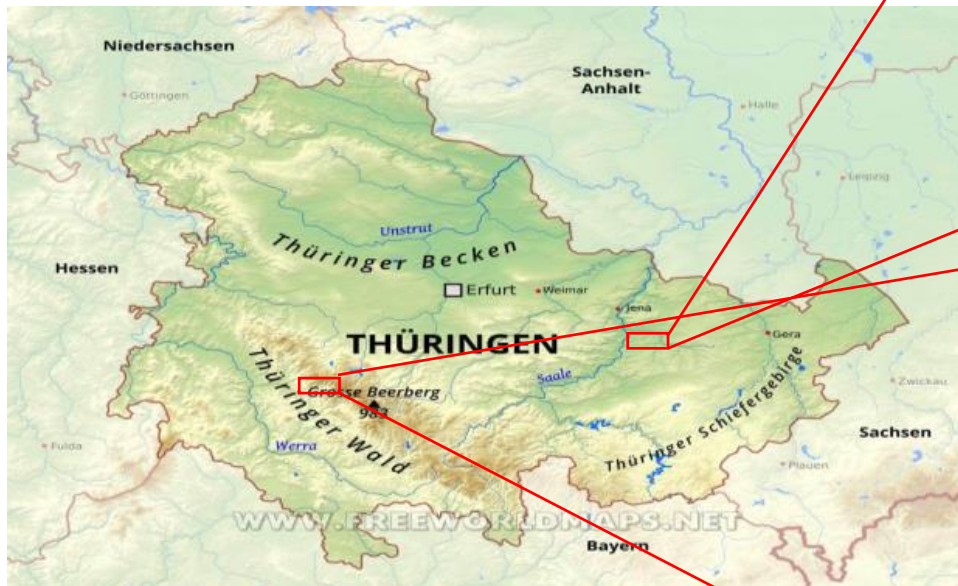 Niedersachsen
Göttingen
Sachsen-
Anhalt
Halle
Leipzig
Unstrut
Thüringer Becken
Hessen
Erfurt
Weimar
Jena
Gera
THÜRINGEN
Saale
Thüringer Wald
Grosse Beerberg
983
Thüringer Schiefergebirge
Zwickau
Fulda
Werra
Sachsen
Plauen
WWW.FREEWORLDMAPS.NET
Bayern